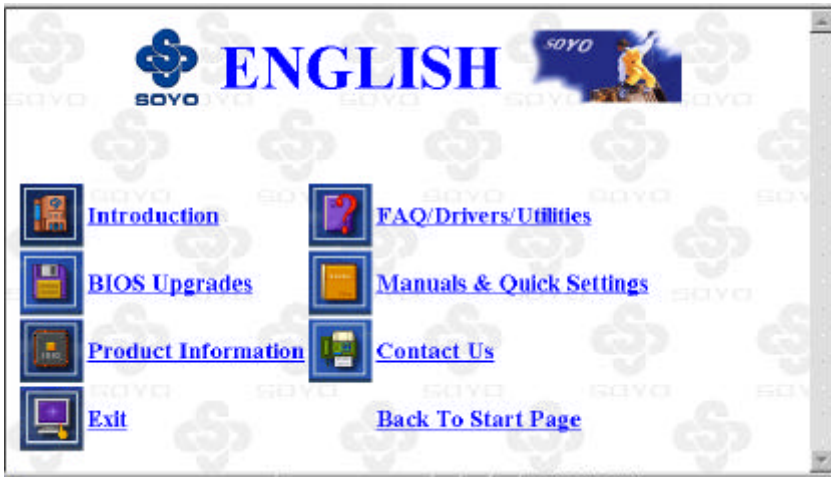 SOYO
ENGLISH
SOYO
Introduction
FAQ/Drivers/Utilities
BIOS Upgrades
Manuals & Quick Settings
Product Information
Contact Us
Exit
Back To Start Page